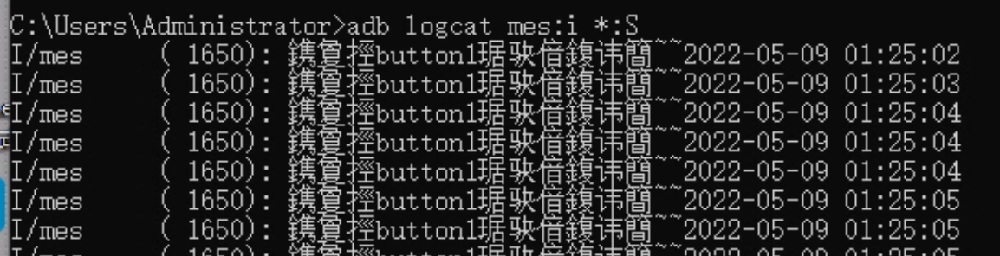 C:\Users\Administrator>adb logcat mes:i *:S
I/mes ( 1650): 鎸夐挳button1琚偣鍑讳簡~~2022-05-09 01:25:02
I/mes ( 1650): 鎸夐挳button1琚偣鍑讳簡~~2022-05-09 01:25:03
I/mes ( 1650): 鎸夐挳button1琚偣鍑讳簡~~2022-05-09 01:25:04
I/mes ( 1650): 鎸夐挳button1琚偣鍑讳簡~~2022-05-09 01:25:04
I/mes ( 1650): 鎸夐挳button1琚偣鍑讳簡~~2022-05-09 01:25:04
I/mes ( 1650): 鎸夐挳button1琚偣鍑讳簡~~2022-05-09 01:25:05
I/mes ( 1650): 鎸夐挳button1琚偣鍑讳簡~~2022-05-09 01:25:05